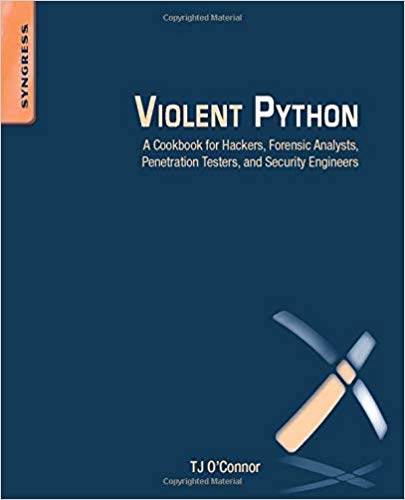 Copyrighted Material
SYNGRESS
VIOLENT PYTHON
A Cookbook for Hackers, Forensic Analysts,
Penetration Testers, and Security Engineers
TJ O'Connor
Copyrighted Material